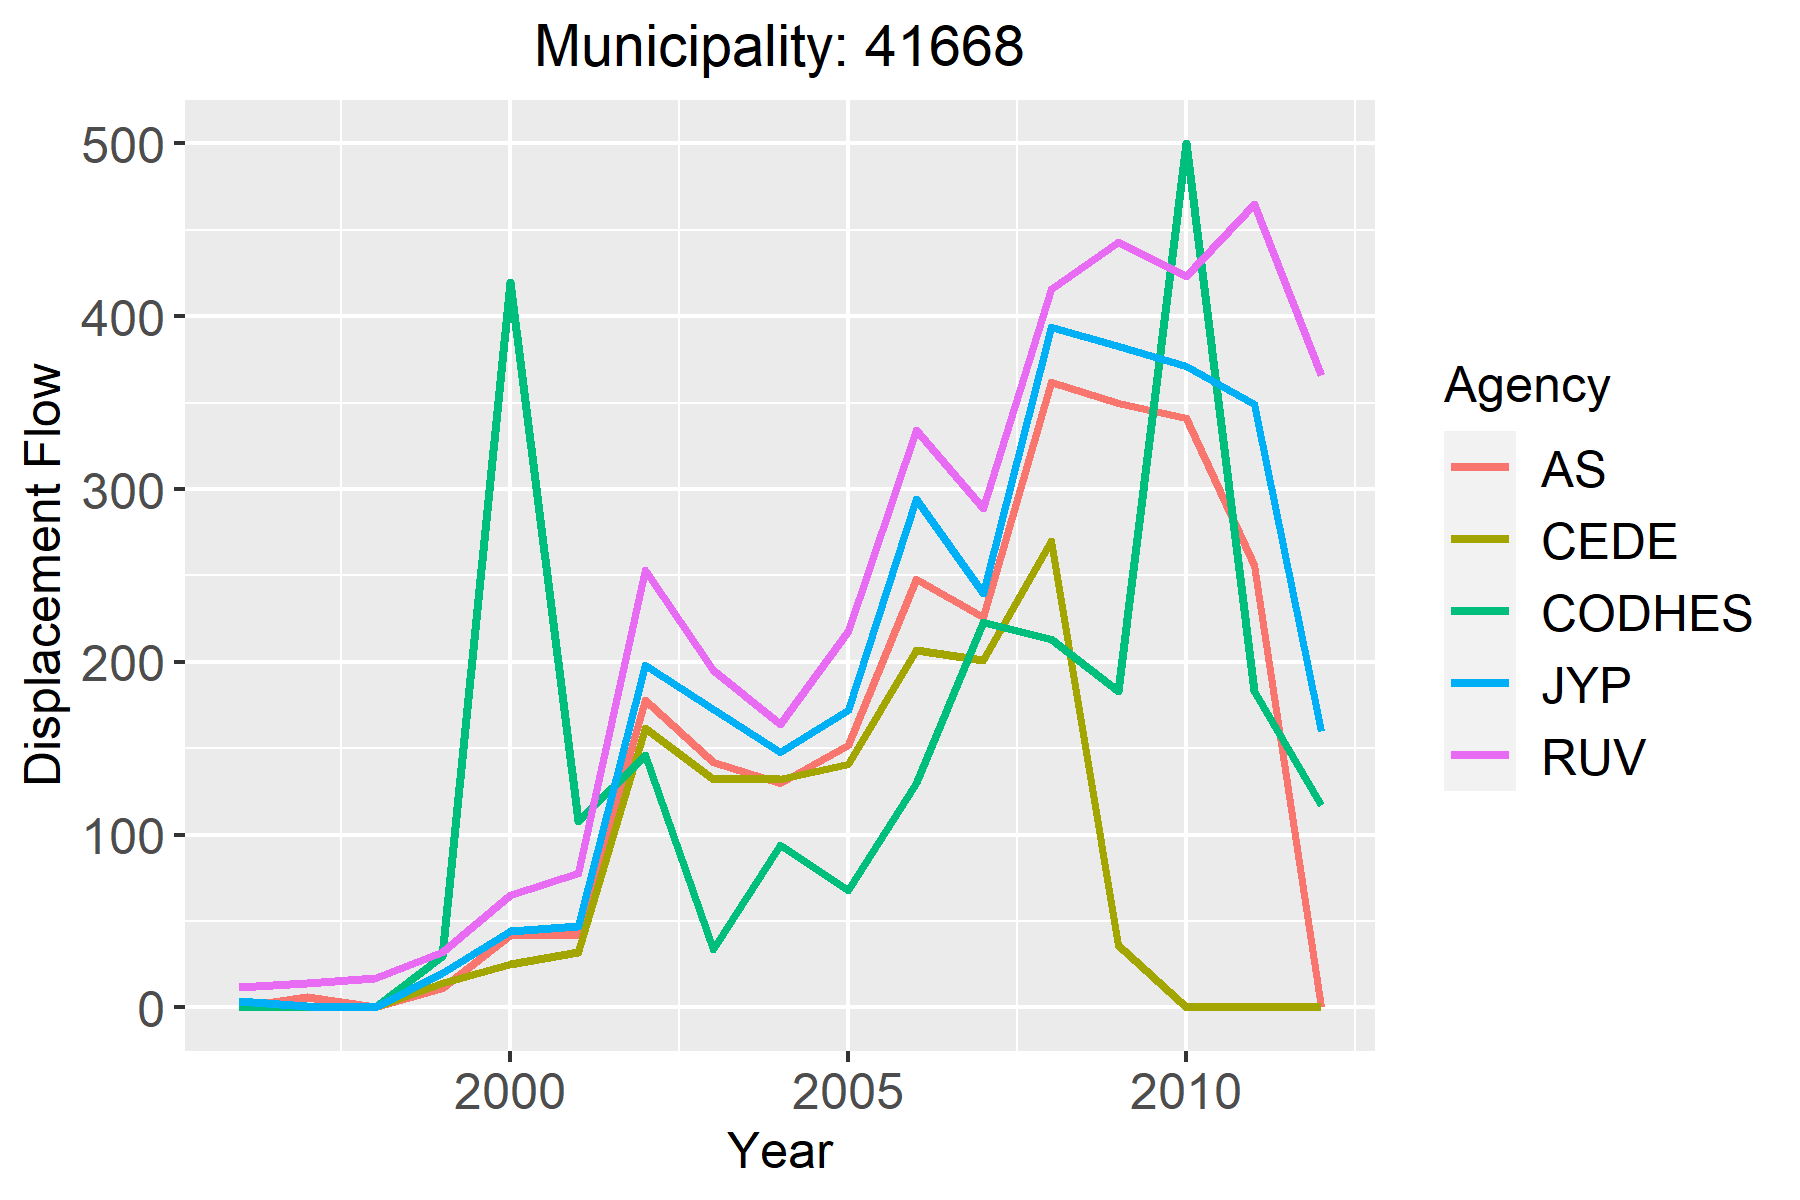 Municipality: 41668
500
400
300
200
100
0
Displacement Flow
2000 2005 2010
Year
Agency
AS
CEDE
CODHES
JYP
RUV